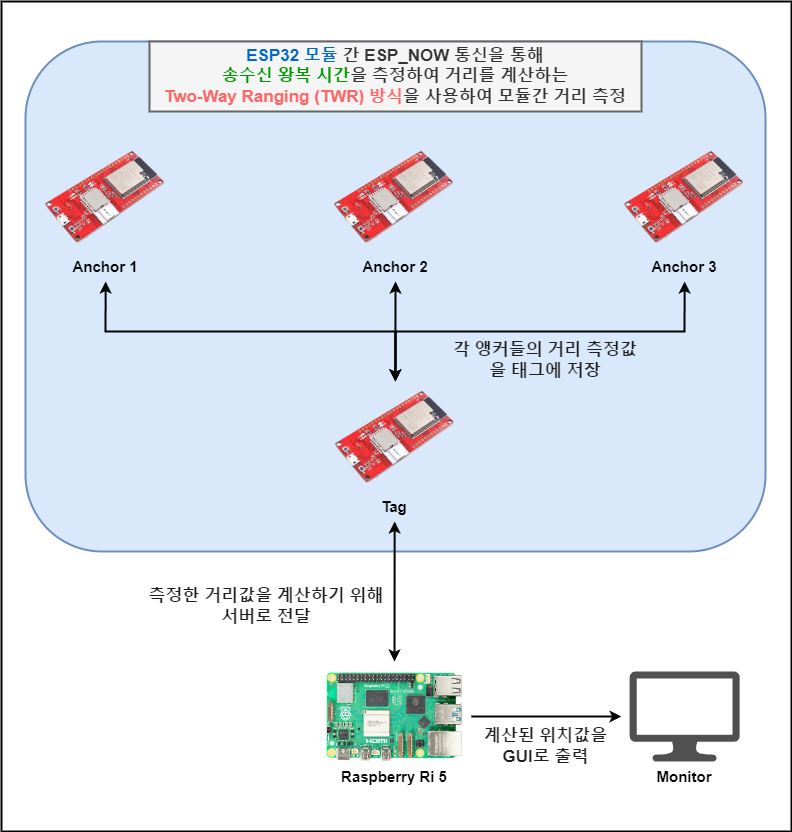 ESP32 모듈 간 ESP_NOW 통신을 통해
송수신 왕복 시간을 측정하여 거리를 계산하는
Two-Way Ranging (TWR) 방식을 사용하여 모듈간 거리 측정
Anchor 1
Anchor 2
Anchor 3
각 앵커들의 거리 측정값
을 태그에 저장
Tag
측정한 거리값을 계산하기 위해
서버로 전달
계산된 위치값을
GUI로 출력
Raspberry Ri 5
Monitor